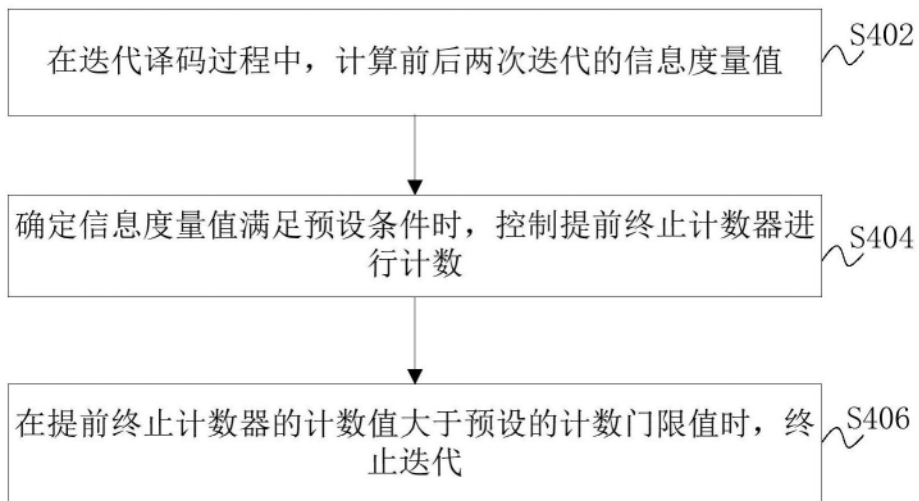 在迭代译码过程中，计算前后两次迭代的信息度量值
S402
确定信息度量值满足预设条件时，控制提前终止计数器进
行计数
S404
在提前终止计数器的计数值大于预设的计数门限值时，终
止迭代
S406